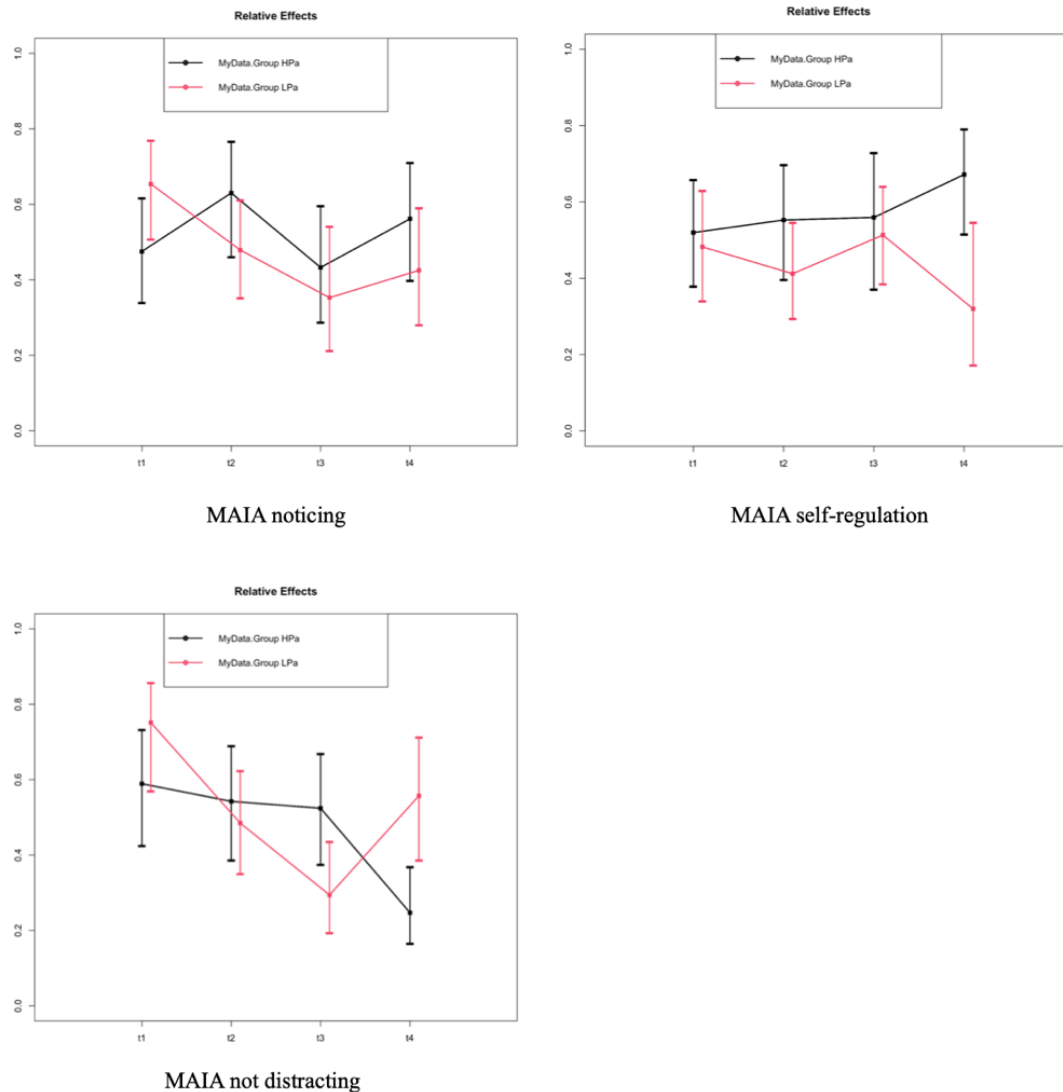 Relative Effects
MyData.Group HPa
MyData.Group LPa
1.0
0.8
0.6
0.4
0.2
0.0
t1 t2 t3 t4
MAIA noticing
Relative Effects
MyData.Group HPa
MyData.Group LPa
1.0
0.8
0.6
0.4
0.2
0.0
t1 t2 t3 t4
MAIA self-regulation
Relative Effects
MyData.Group HPa
MyData.Group LPa
1.0
0.8
0.6
0.4
0.2
0.0
t1 t2 t3 t4
MAIA not distracting